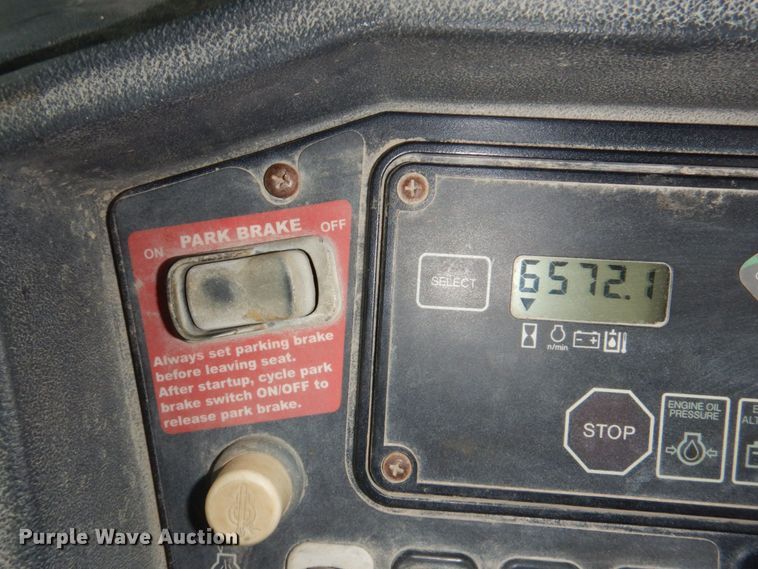 PARK BRAKE
ON
OFF
Always set parking brake
before leaving seat.
After startup, cycle park
brake switch ON/OFF to
release park brake.
SELECT
6572.1
n/min
STOP
ENGINE OIL
PRESSURE
Purple Wave Auction